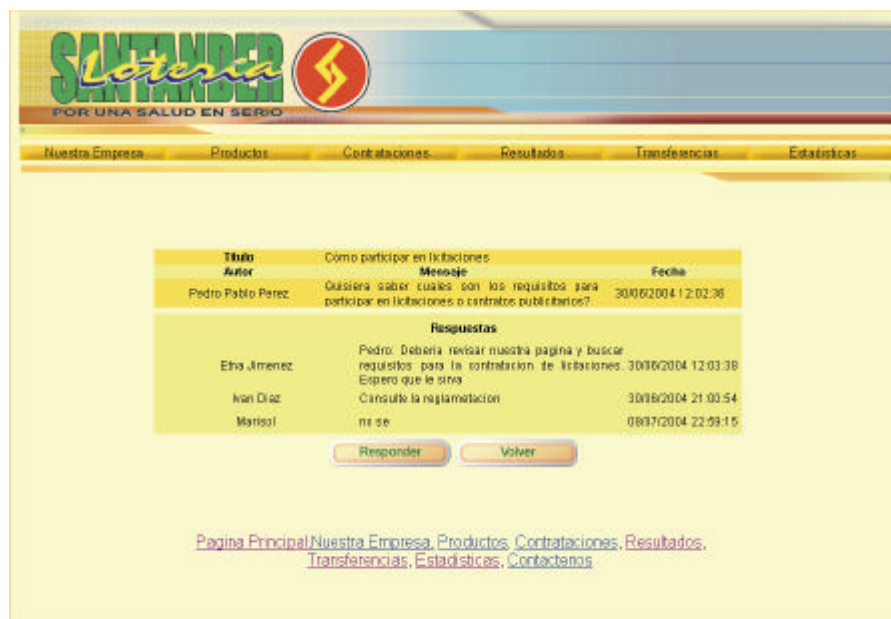 SANTANDER
Lotería
POR UNA SALUD EN SERIO
Nuestra Empresa Productos Contrataciones Resultados Transferencias Estadisticas
Título Cómo participar en licitaciones
Autor Mensaje Fecha
Pedro Pablo Perez Quisiera saber cuales son los requisitos para
participar en licitaciones o contratos publicitarios? 30/06/2004 12:02:36
Respuestas
Etna Jimenez Pedro: Deberia revisar nuestra pagina y buscar
requisitos para la contratacion de licitaciones. 30/06/2004 12:03:39
Espero que le sirva
Ivan Diaz Consulte la reglametacion 30/06/2004 21:00:54
Marisol no se 08/07/2004 22:59:15
Responder Volver
Pagina Principal,Nuestra Empresa, Productos, Contrataciones, Resultados,
Transferencias, Estadisticas, Contactenos